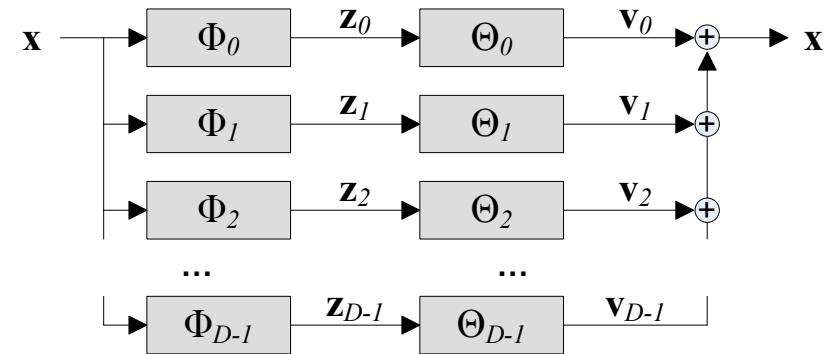 x Φ0 z0 Θ0 v0 + x
Φ1 z1 Θ1 v1 +
Φ2 z2 Θ2 v2 +
... ...
ΦD-1 zD-1 ΘD-1 vD-1